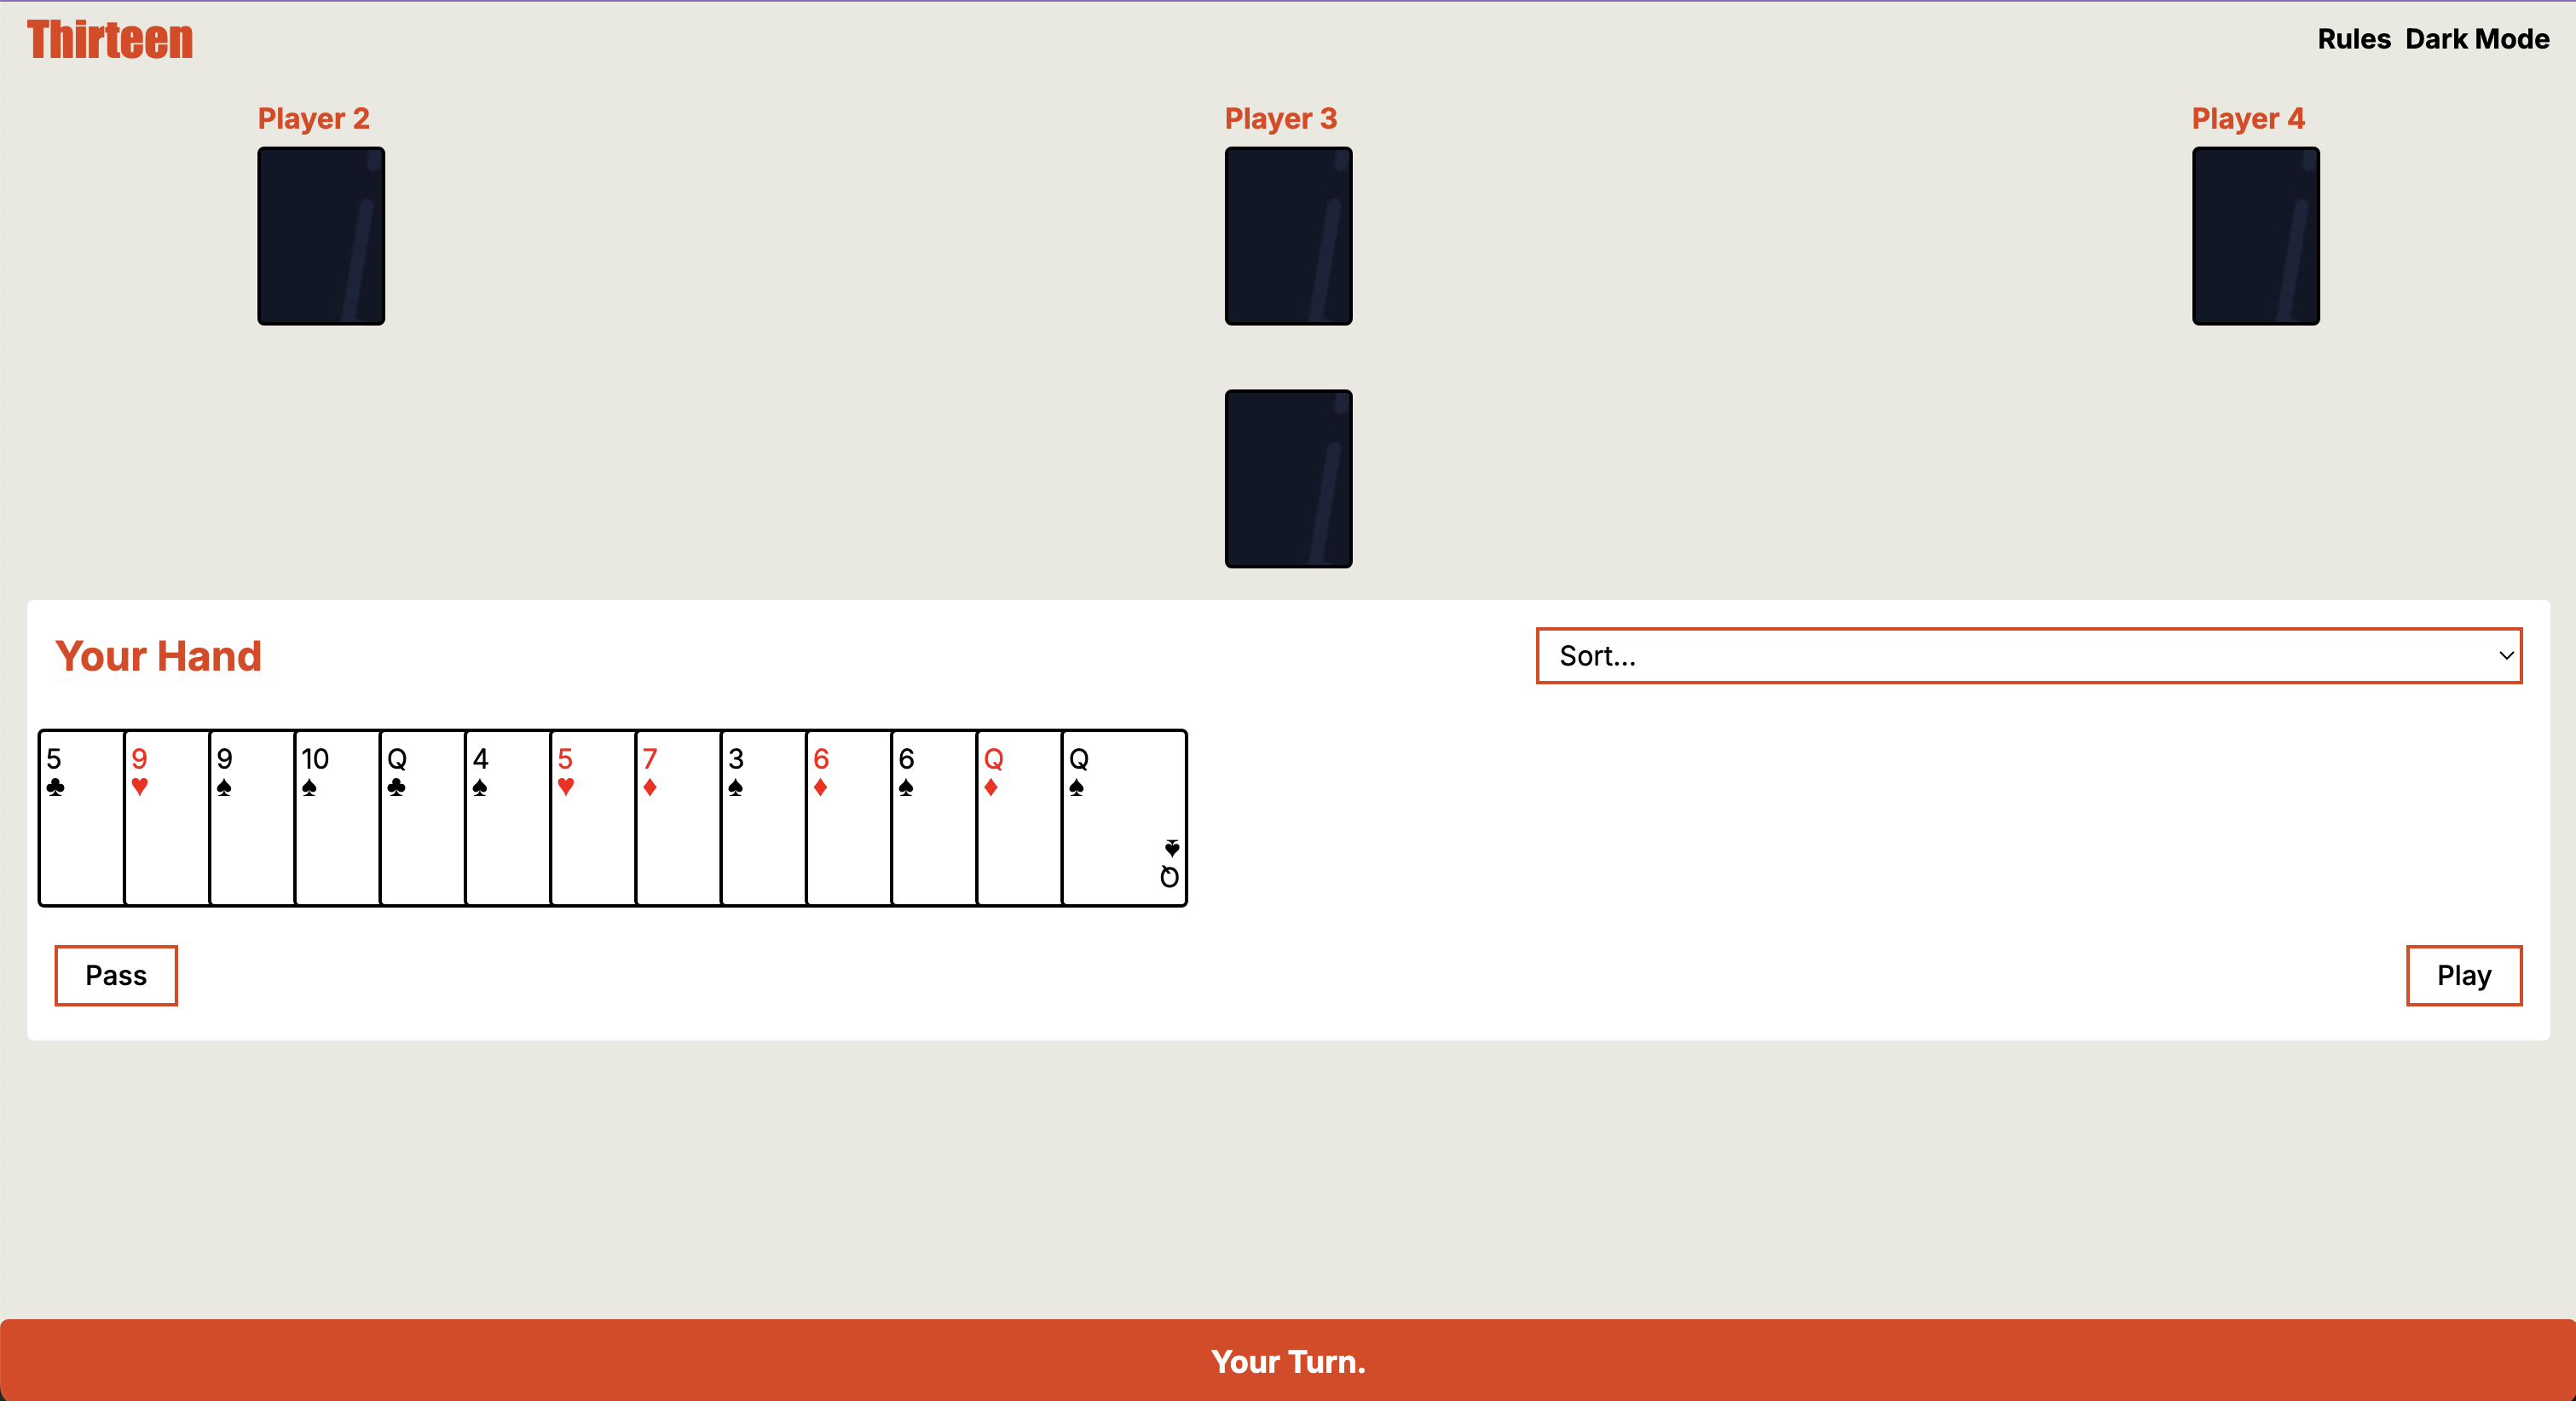 Thirteen
Rules Dark Mode
Player 2 Player 3 Player 4
Your Hand
Sort...
5 9 9 10 Q 4 5 7 3 6 6 Q Q
♣ ♥ ♠ ♠ ♣ ♠ ♥ ♦ ♠ ♦ ♠ ♦ ♠
♠
Q
Pass Play
Your Turn.